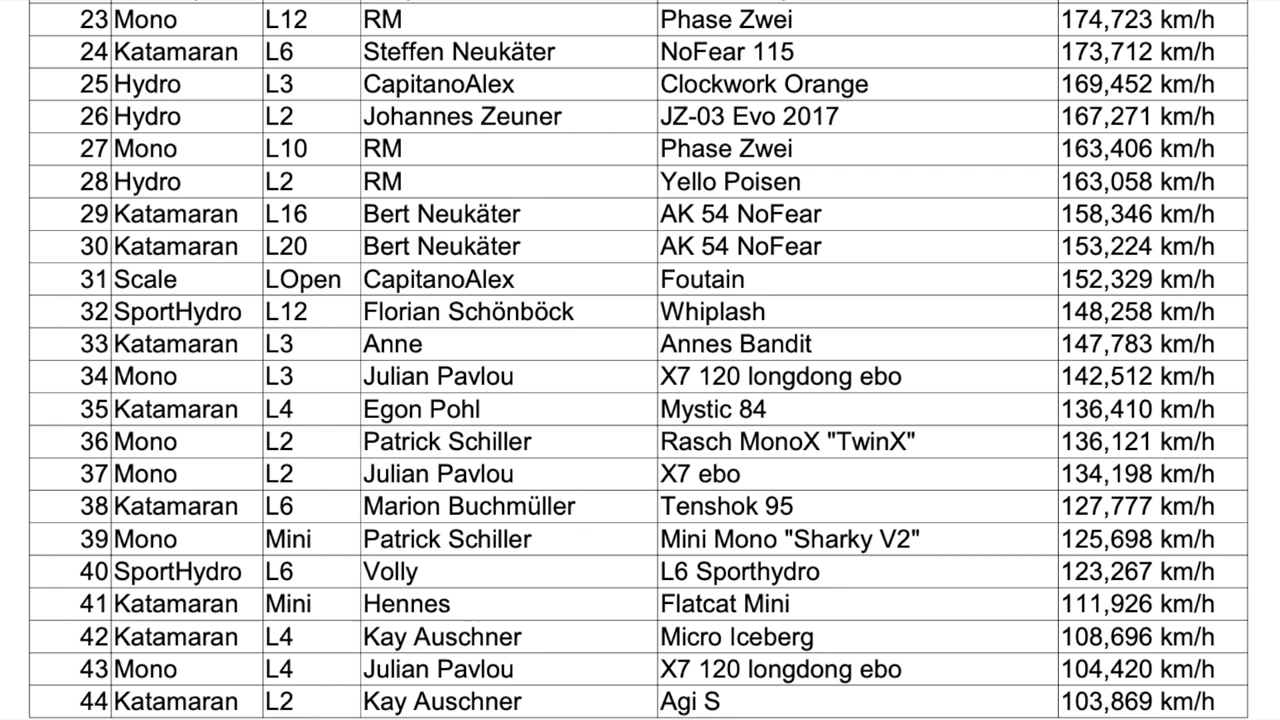 23 Mono L12 RM Phase Zwei 174,723 km/h
24 Katamaran L6 Steffen Neukäter NoFear 115 173,712 km/h
25 Hydro L3 CapitanoAlex Clockwork Orange 169,452 km/h
26 Hydro L2 Johannes Zeuner JZ-03 Evo 2017 167,271 km/h
27 Mono L10 RM Phase Zwei 163,406 km/h
28 Hydro L2 RM Yello Poisen 163,058 km/h
29 Katamaran L16 Bert Neukäter AK 54 NoFear 158,346 km/h
30 Katamaran L20 Bert Neukäter AK 54 NoFear 153,224 km/h
31 Scale LOpen CapitanoAlex Foutain 152,329 km/h
32 SportHydro L12 Florian Schönböck Whiplash 148,258 km/h
33 Katamaran L3 Anne Annes Bandit 147,783 km/h
34 Mono L3 Julian Pavlou X7 120 longdong ebo 142,512 km/h
35 Katamaran L4 Egon Pohl Mystic 84 136,410 km/h
36 Mono L2 Patrick Schiller Rasch MonoX "TwinX" 136,121 km/h
37 Mono L2 Julian Pavlou X7 ebo 134,198 km/h
38 Katamaran L6 Marion Buchmüller Tenshok 95 127,777 km/h
39 Mono Mini Patrick Schiller Mini Mono "Sharky V2" 125,698 km/h
40 SportHydro L6 Volly L6 Sporthydro 123,267 km/h
41 Katamaran Mini Hennes Flatcat Mini 111,926 km/h
42 Katamaran L4 Kay Auschner Micro Iceberg 108,696 km/h
43 Mono L4 Julian Pavlou X7 120 longdong ebo 104,420 km/h
44 Katamaran L2 Kay Auschner Agi S 103,869 km/h